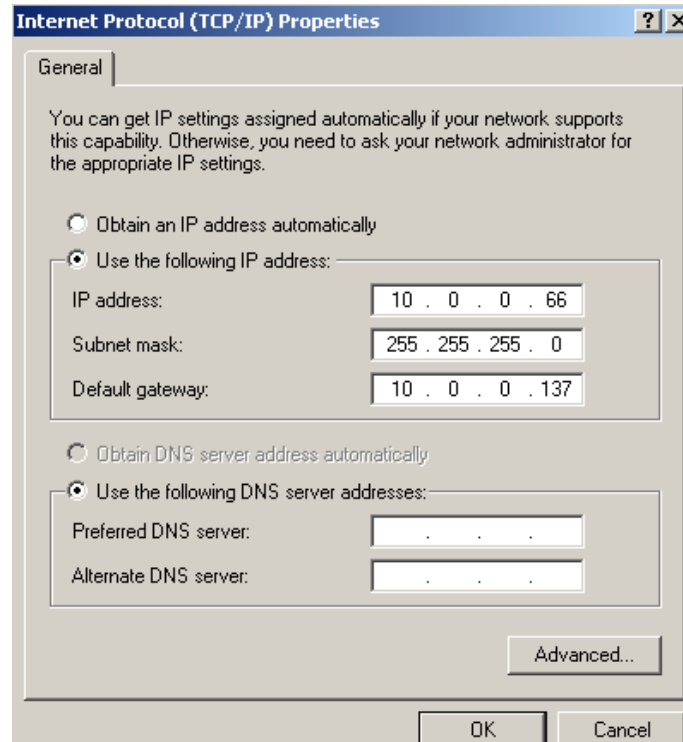 Internet Protocol (TCP/IP) Properties
General
You can get IP settings assigned automatically if your network supports
this capability. Otherwise, you need to ask your network administrator for
the appropriate IP settings.
Obtain an IP address automatically
Use the following IP address:
IP address: 10 . 0 . 0 . 66
Subnet mask: 255 . 255 . 255 . 0
Default gateway: 10 . 0 . 0 . 137
Obtain DNS server address automatically
Use the following DNS server addresses:
Preferred DNS server: . . .
Alternate DNS server: . . .
Advanced...
OK Cancel